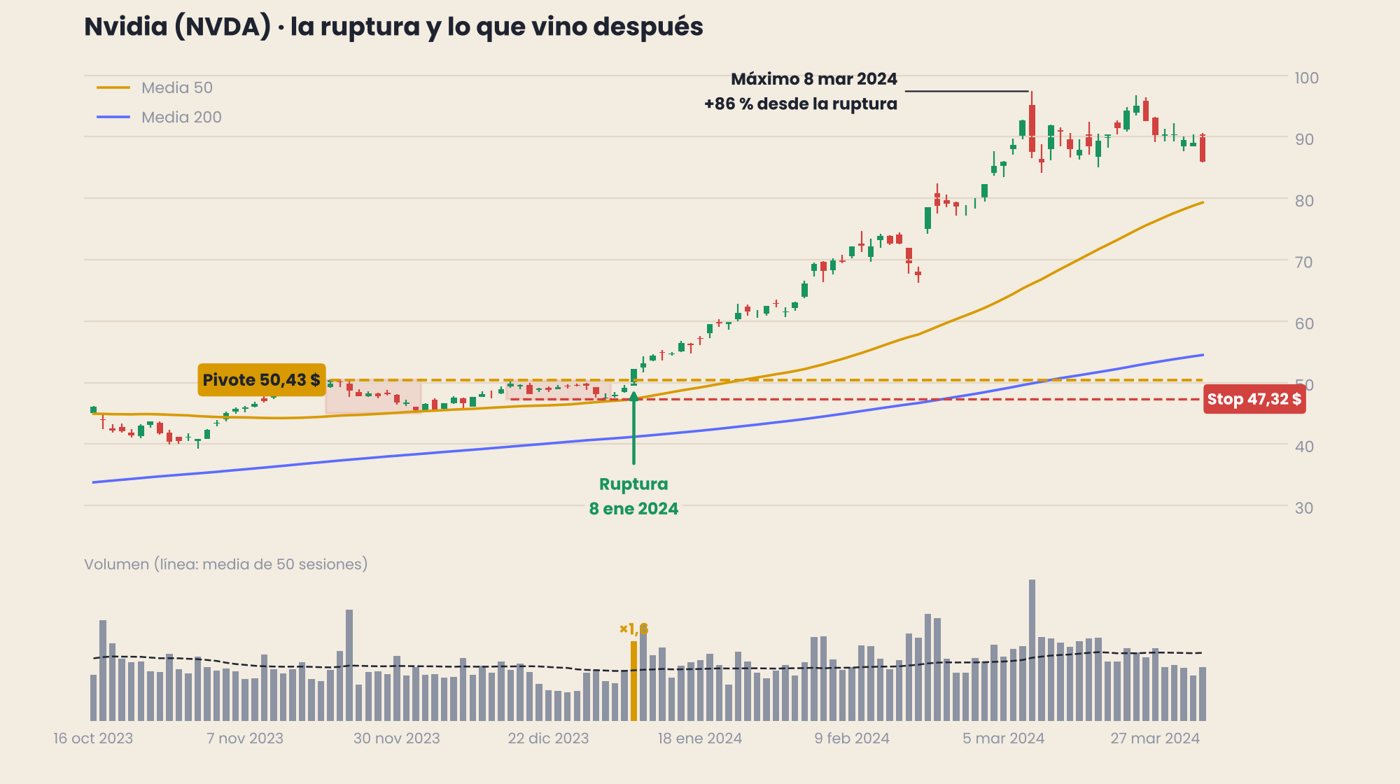 Nvidia (NVDA) · la ruptura y lo que vino después
Media 50
Media 200
Máximo 8 mar 2024
+86 % desde la ruptura
100
90
80
70
60
50
40
30
Pivote 50,43 $
Stop 47,32 $
Ruptura
8 ene 2024
Volumen (línea: media de 50 sesiones)
×1,6
16 oct 2023
7 nov 2023
30 nov 2023
22 dic 2023
18 ene 2024
9 feb 2024
5 mar 2024
27 mar 2024